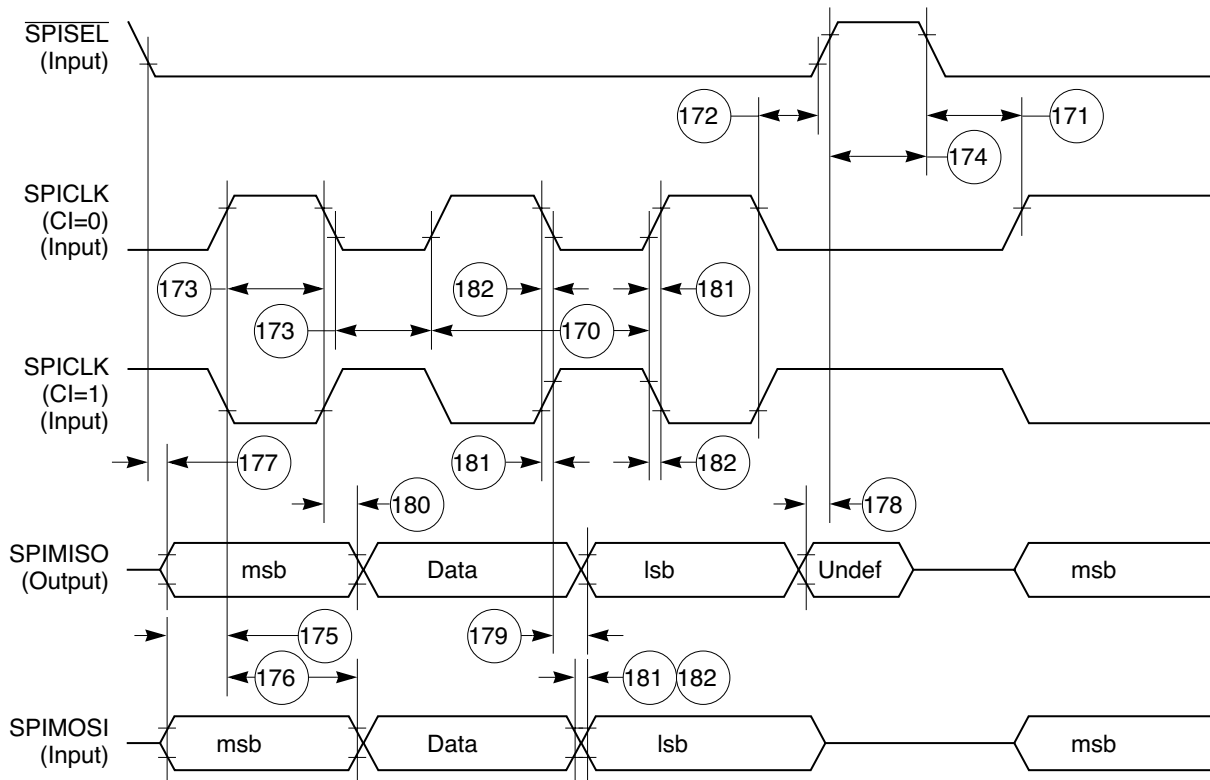 SPISEL
(Input)
172
171
174
SPICLK
(CI=0)
(Input)
173
182
181
173
170
SPICLK
(CI=1)
(Input)
177
181
182
180
178
SPIMISO
(Output)
msb
Data
lsb
Undef
msb
175
179
176
181
182
SPIMOSI
(Input)
msb
Data
lsb
msb